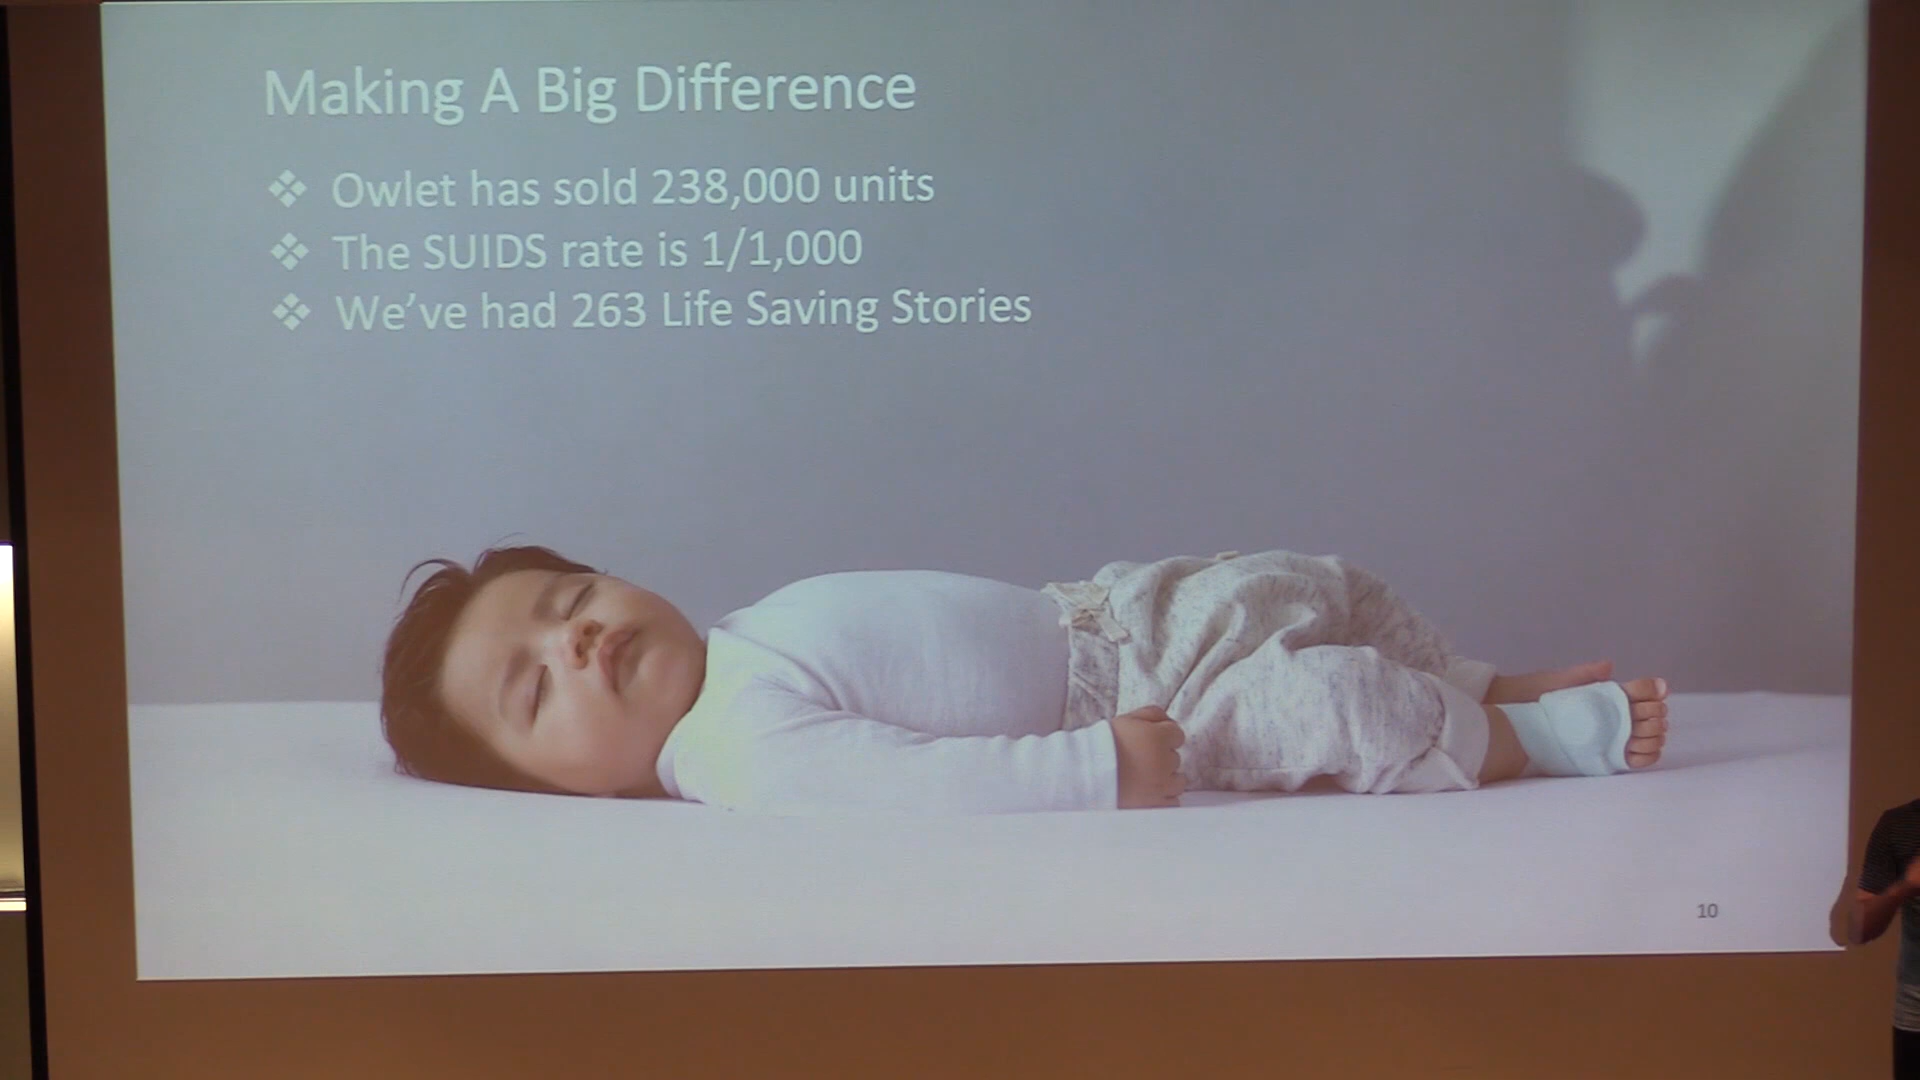 Making A Big Difference
❖ Owlet has sold 238,000 units
❖ The SUIDS rate is 1/1,000
❖ We've had 263 Life Saving Stories
10